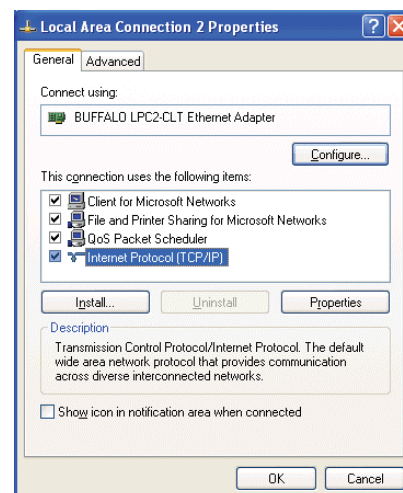 Local Area Connection 2 Properties
General Advanced
Connect using:
BUFFALO LPC2-CLT Ethernet Adapter
Configure...
This connection uses the following items:
Client for Microsoft Networks
File and Printer Sharing for Microsoft Networks
QoS Packet Scheduler
Internet Protocol (TCP/IP)
Install... Uninstall Properties
Description
Transmission Control Protocol/Internet Protocol. The default
wide area network protocol that provides communication
across diverse interconnected networks.
Show icon in notification area when connected
OK Cancel